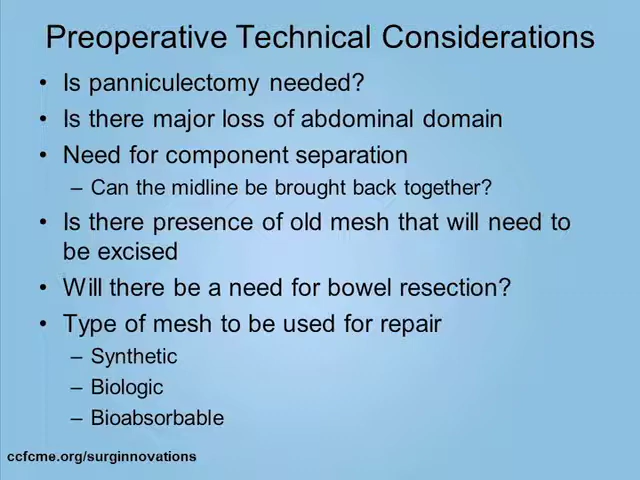 Preoperative Technical Considerations
• Is panniculectomy needed?
• Is there major loss of abdominal domain
• Need for component separation
– Can the midline be brought back together?
• Is there presence of old mesh that will need to
be excised
• Will there be a need for bowel resection?
• Type of mesh to be used for repair
– Synthetic
– Biologic
– Bioabsorbable
ccfcme.org/surginnovations